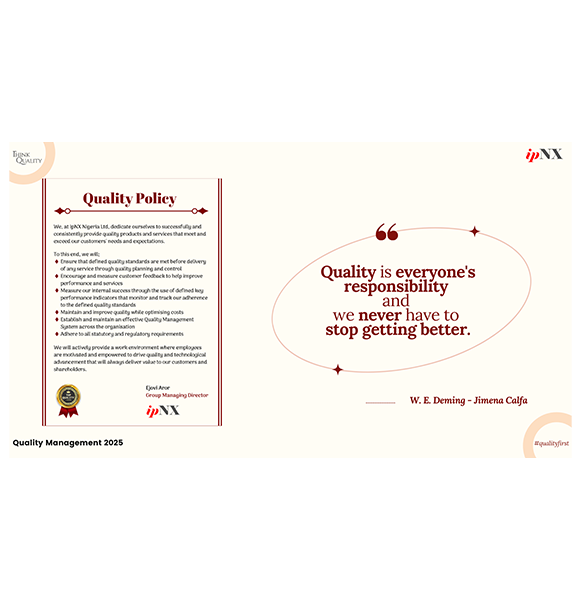 THINK
QUALITY
ipNX
Quality Policy
We, at ipNX Nigeria Ltd, dedicate ourselves to successfully and
consistently provide quality products and services that meet and
exceed our customers' needs and expectations.
To this end, we will;
Ensure that defined quality standards are met before delivery
of any service through quality planning and control
Encourage and measure customer feedback to help improve
performance and services
Measure our internal success through the use of defined key
performance indicators that monitor and track our adherence
to the defined quality standards
Maintain and improve quality while optimising costs
Establish and maintain an effective Quality Management
System across the organisation
Adhere to all statutory and regulatory requirements
We will actively provide a work environment where employees
are motivated and empowered to drive quality and technological
advancement that will always deliver value to our customers and
shareholders.
Ejovi Aror
Group Managing Director
ipNX
Quality Management 2025
“
Quality is everyone's
responsibility
and
we never have to
stop getting better.
W. E. Deming - Jimena Calfa
#qualityfirst